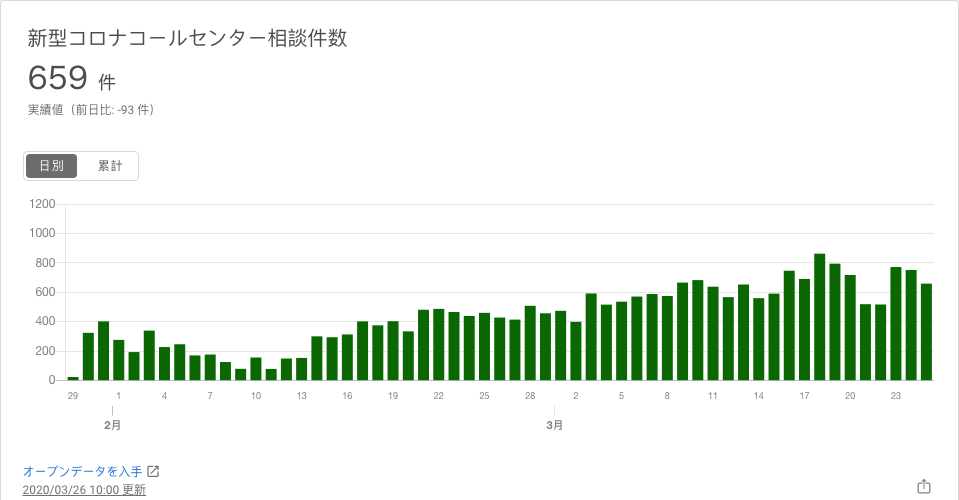 新型コロナコールセンター相談件数
659 件
実績値（前日比: -93 件）
日別 累計
1200
1000
800
600
400
200
0
29 1 4 7 10 13 16 19 22 25 28 2 5 8 11 14 17 20 23
2月 3月
オープンデータを入手
2020/03/26 10:00 更新